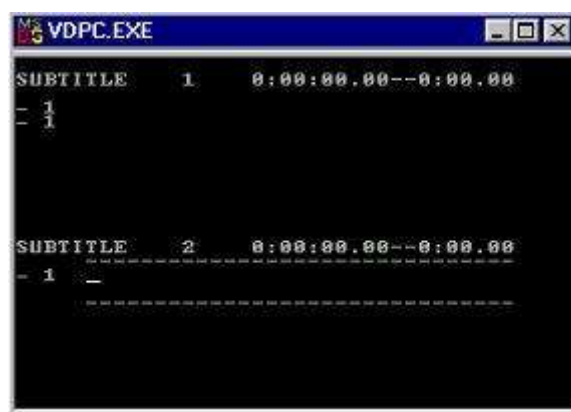 VDPC.EXE
SUBTITLE 1 0:00:00.00--0:00.00
- 1
- 1
SUBTITLE 2 0:00:00.00--0:00.00
- 1 _